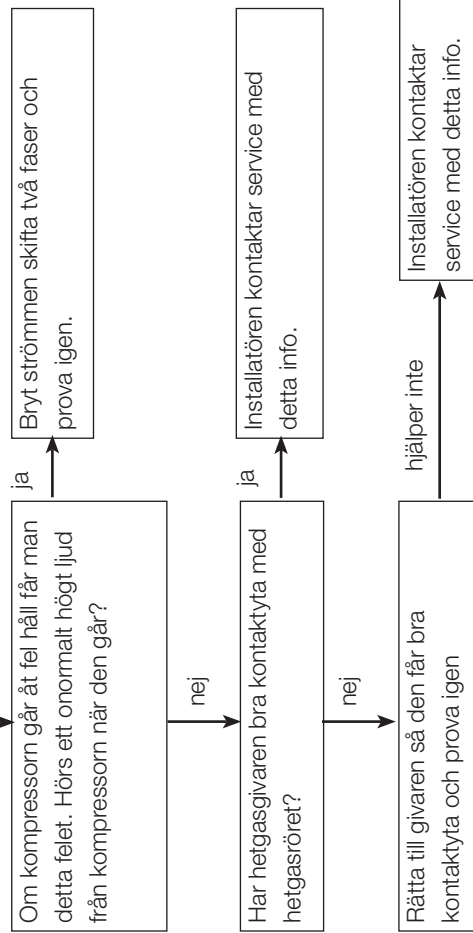 Om kompressorn går åt fel håll får man
detta felet. Hörs ett onormalt högt ljud
från kompressorn när den går?
ja
Bryt strömmen skifta två faser och
prova igen.
nej
Har hetgasgivaren bra kontaktyta med
hetgasröret?
ja
Installatören kontaktar service med
detta info.
nej
Rätta till givaren så den får bra
kontaktyta och prova igen
hjälper inte
Installatören kontaktar
service med detta info.